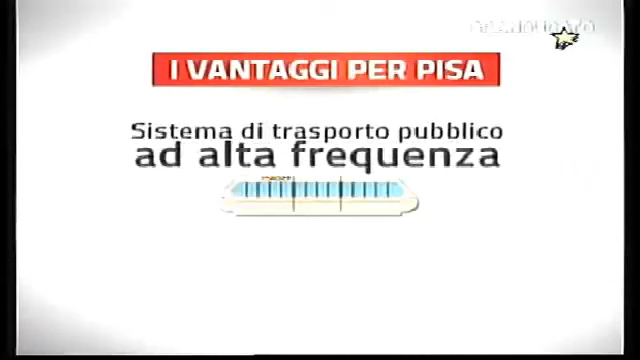 I VANTAGGI PER PISA
Sistema di trasporto pubblico
ad alta frequenza